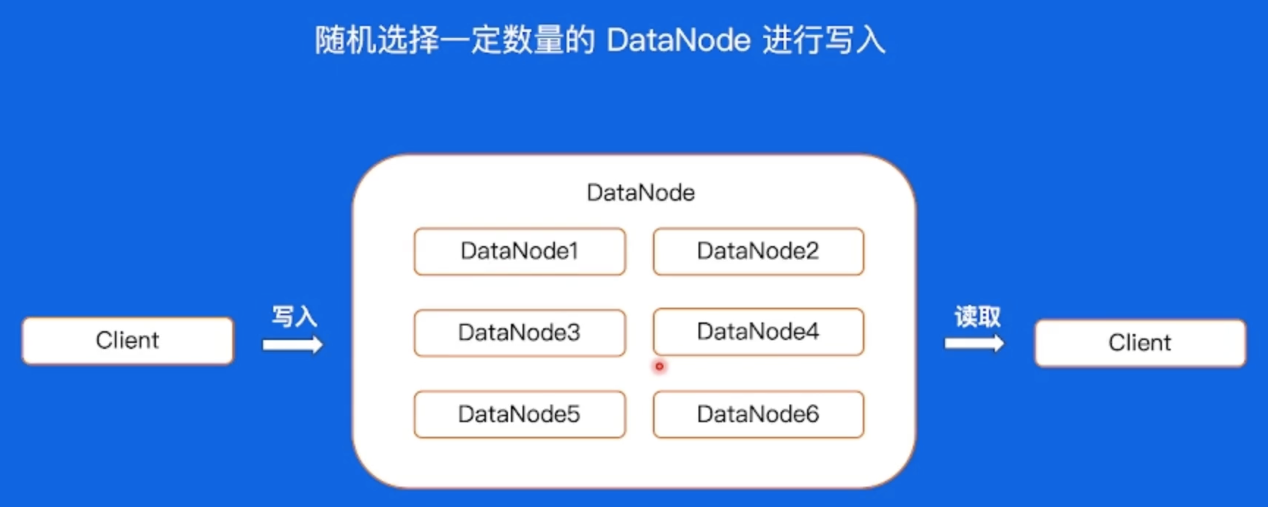 随机选择一定数量的 DataNode 进行写入
DataNode
DataNode1
DataNode2
Client
写入
DataNode3
DataNode4
读取
Client
DataNode5
DataNode6